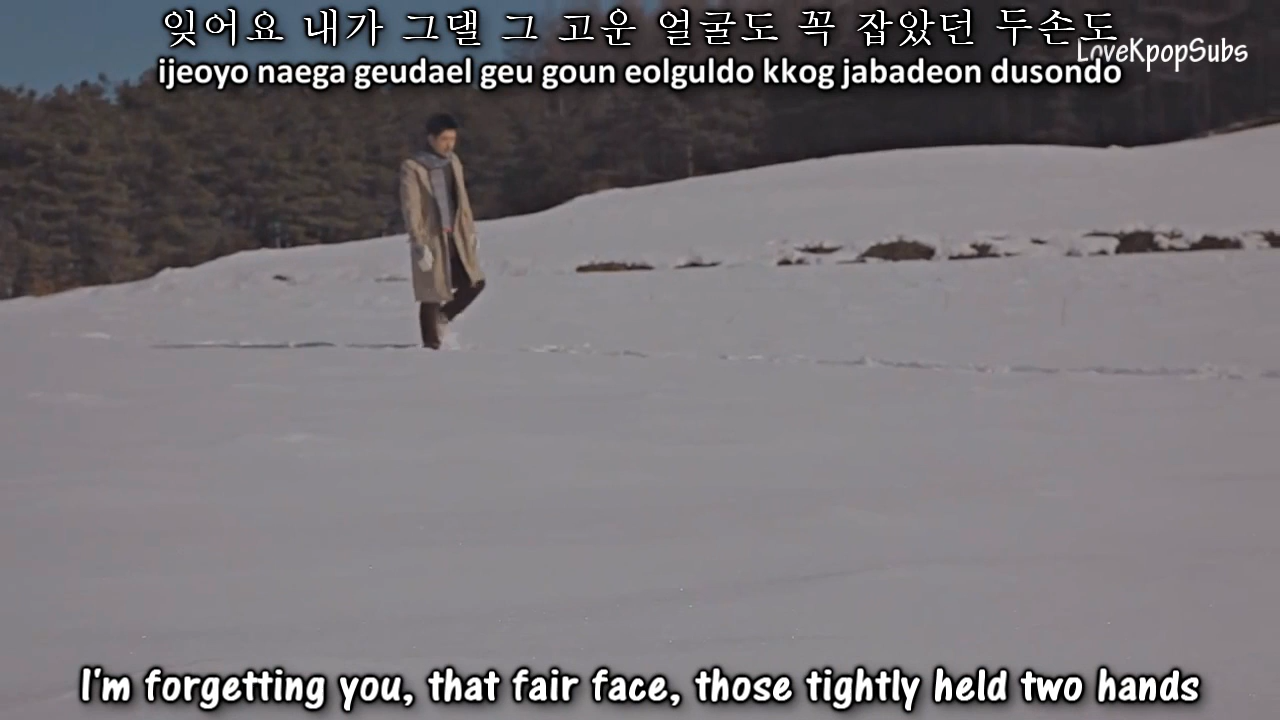 잊어요 내가 그댈 그 고운 얼굴도 꼭 잡았던 두손도
LoveKpopSubs
ijeoyo naega geudael geu goun eolguldo kkog jabadeon dusondo
I'm forgetting you, that fair face, those tightly held two hands